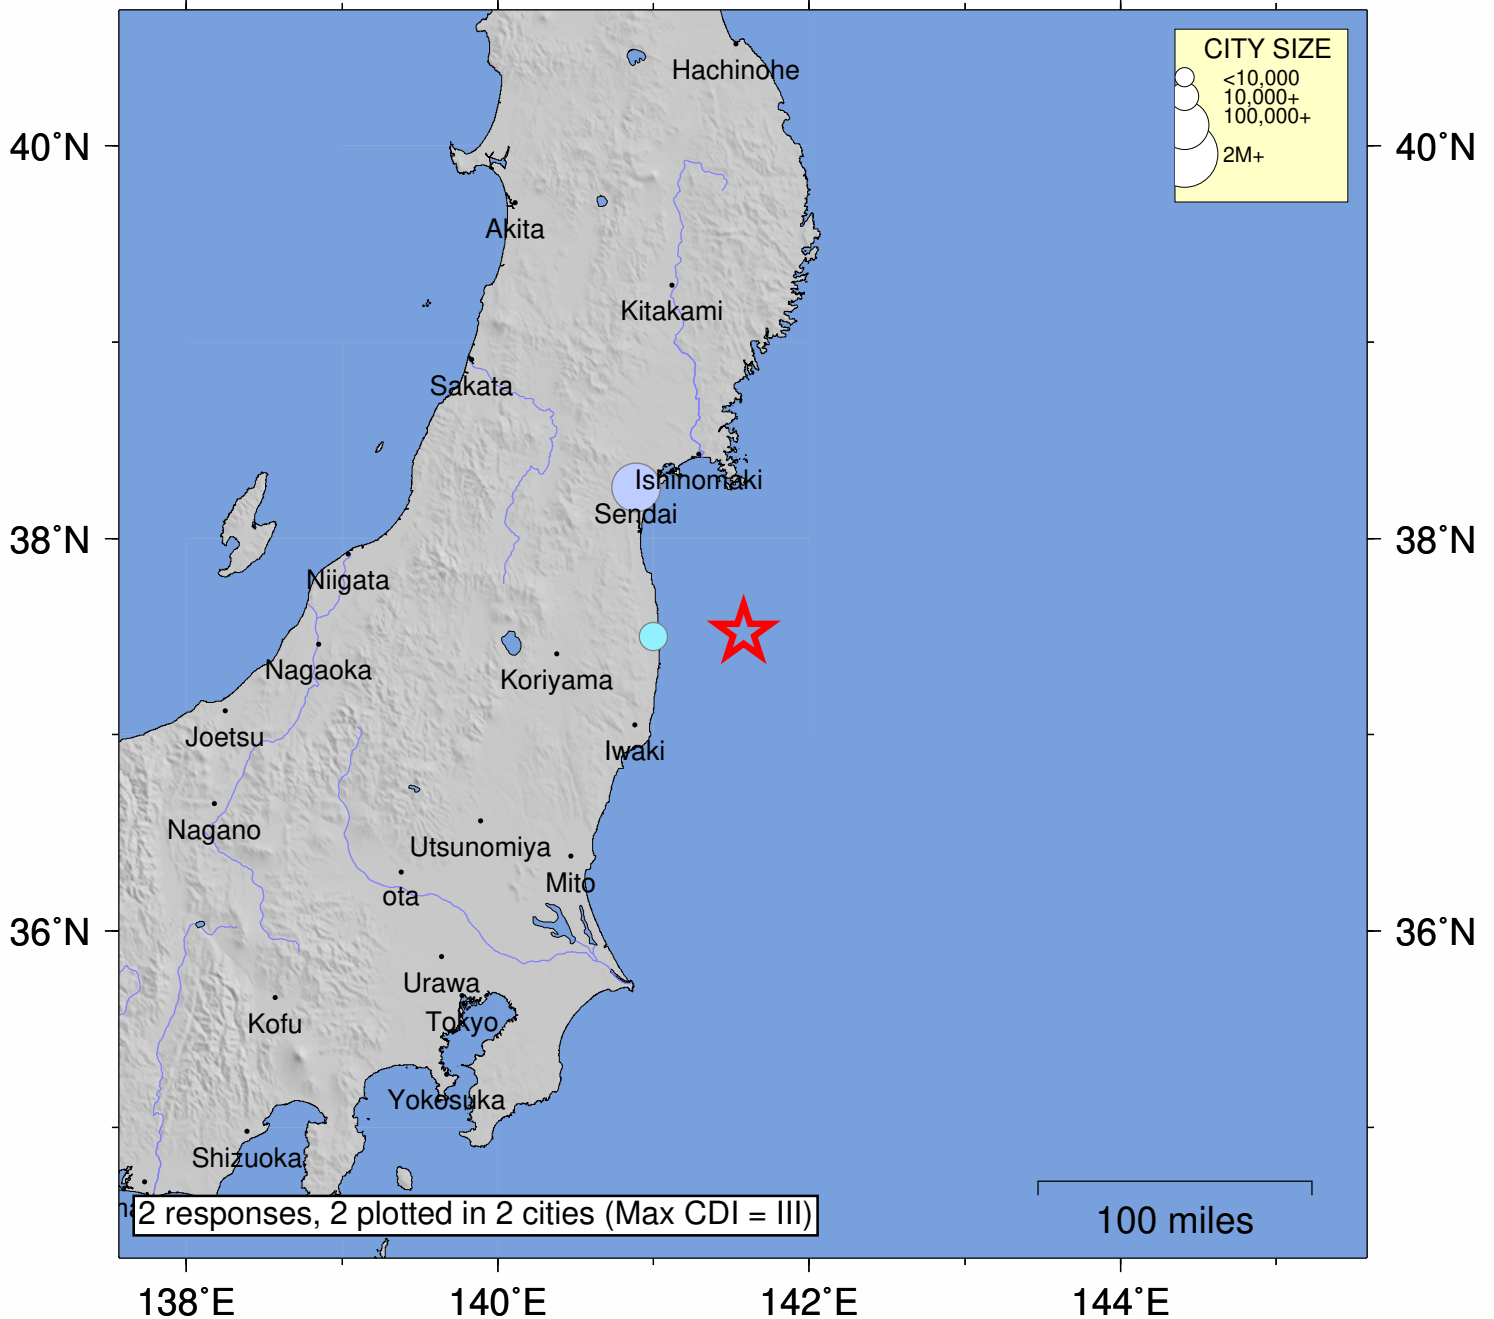 CITY SIZE
<10,000
10,000+
100,000+
2M+
Hachinohe
40˚N
40˚N
Akita
Kitakami
Sakata
Ishinomaki
Sendai
38˚N
38˚N
Niigata
Nagaoka
Koriyama
Joetsu
Iwaki
Nagano
Utsunomiya
Mito
ota
36˚N
36˚N
Urawa
Kofu
Tokyo
Yokosuka
Shizuoka
2 responses, 2 plotted in 2 cities (Max CDI = III)
100 miles
138˚E
140˚E
142˚E
144˚E